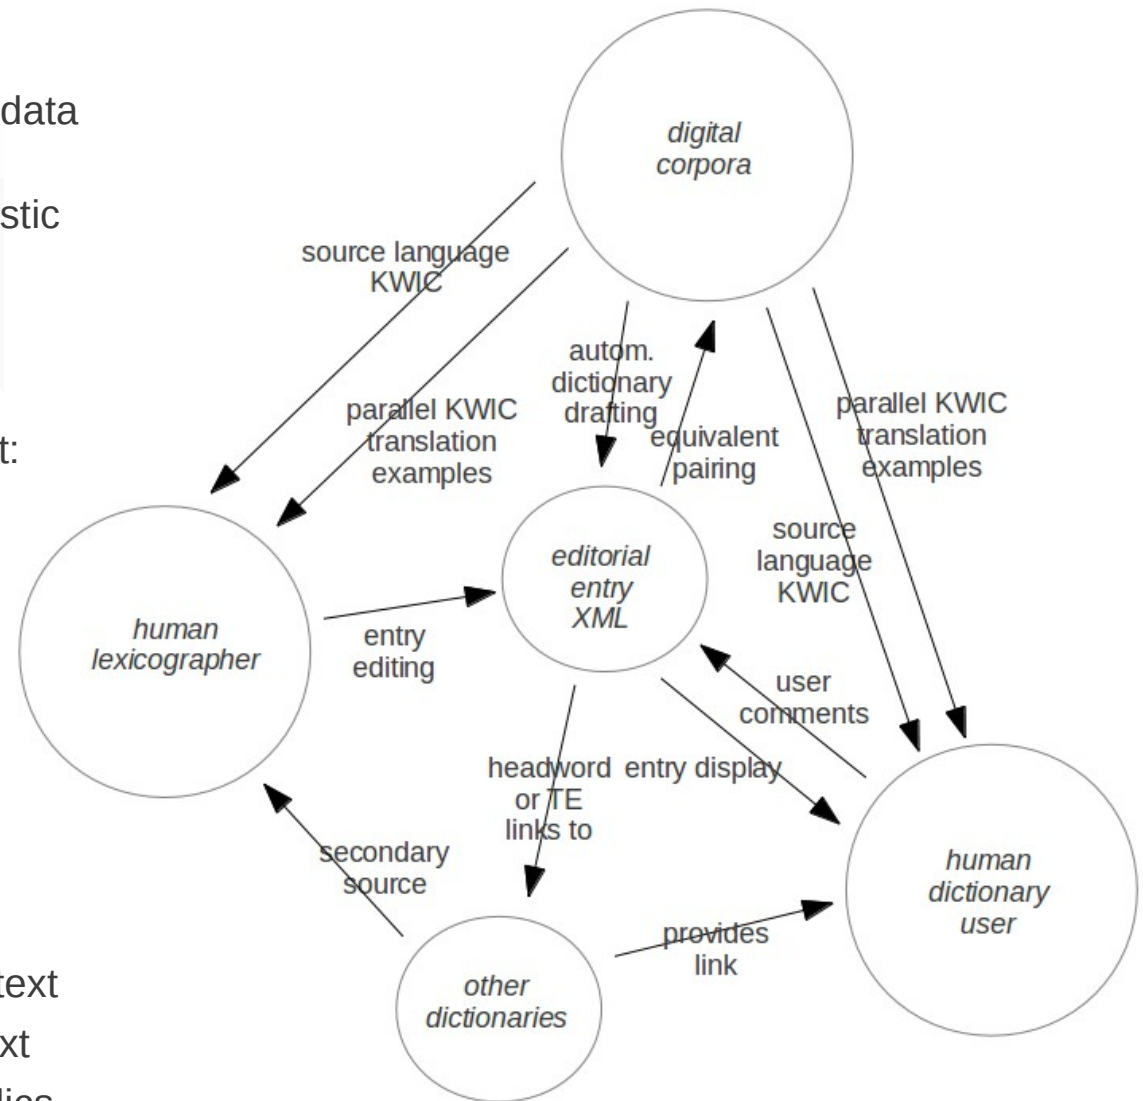 data
digital
corpora
stic
source language
KWIC
autom.
dictionary
drafting
parallel KWIC
translation
examples
parallel KWIC
translation
examples
equivalent
pairing
t:
source
language
KWIC
editorial
entry
XML
human
lexicographer
entry
editing
user
comments
headword
or TE
links to
entry display
secondary
source
human
dictionary
user
provides
link
other
dictionaries
text
xt